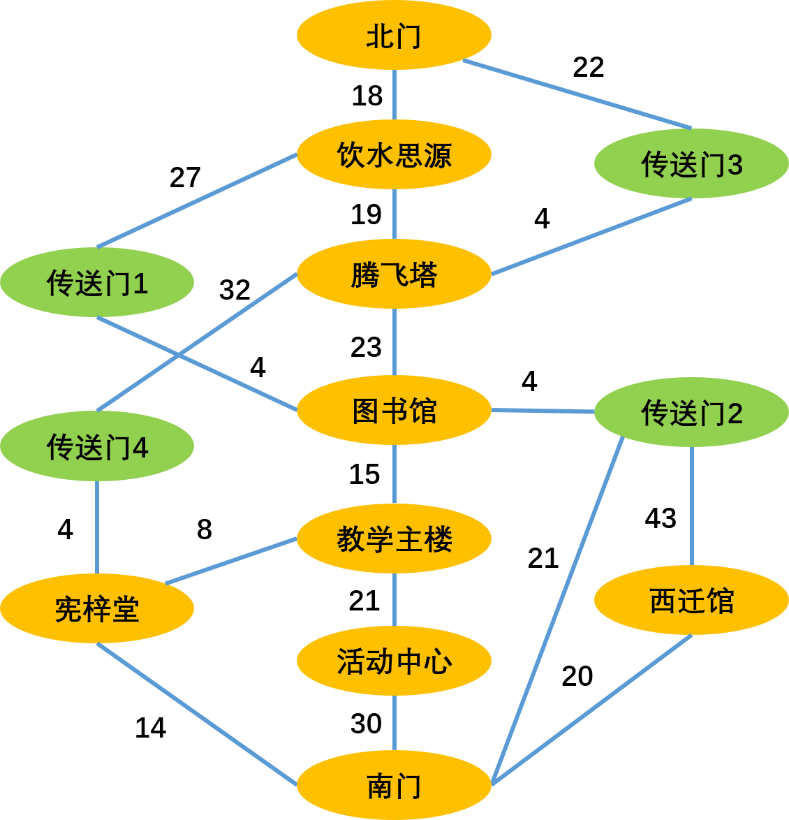 北门
22
18
饮水思源
传送门3
27
19
4
腾飞塔
传送门1
32
23
4
图书馆
4
传送门2
传送门4
15
4
8
教学主楼
43
21
21
宪梓堂
西迁馆
活动中心
20
14
30
南门